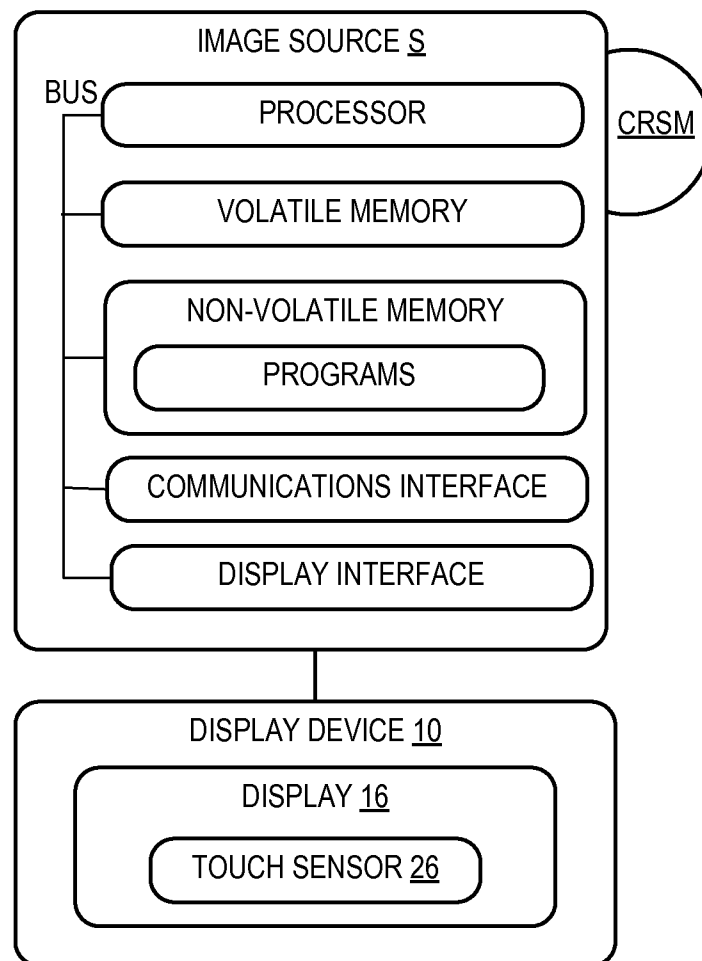 IMAGE SOURCE S
BUS
PROCESSOR
CRSM
VOLATILE MEMORY
NON-VOLATILE MEMORY
PROGRAMS
COMMUNICATIONS INTERFACE
DISPLAY INTERFACE
DISPLAY DEVICE 10
DISPLAY 16
TOUCH SENSOR 26